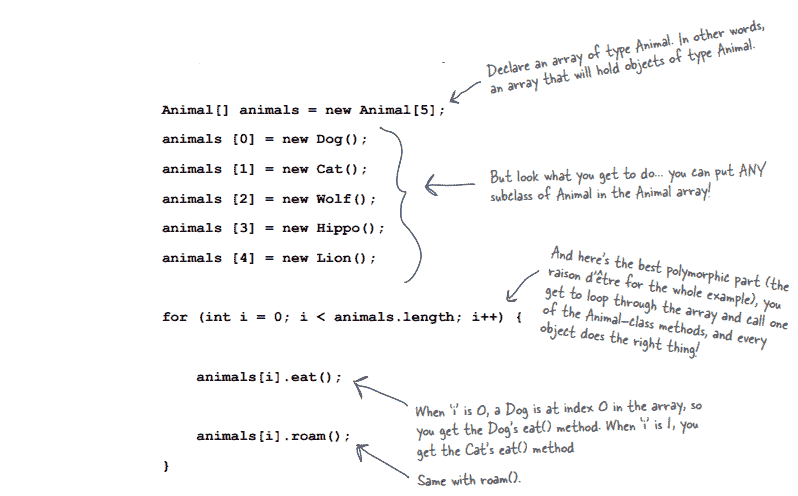 Declare an array of type Animal. In other words,
an array that will hold objects of type Animal.
Animal[] animals = new Animal[5];
animals [0] = new Dog();
animals [1] = new Cat();
animals [2] = new Wolf();
animals [3] = new Hippo();
animals [4] = new Lion();
But look what you get to do... you can put ANY
subclass of Animal in the Animal array!
And here's the best polymorphic part (the
raison d'être for the whole example), you
get to loop through the array and call one
of the Animal-class methods, and every
object does the right thing!
for (int i = 0; i < animals.length; i++) {
animals[i].eat();
When 'i' is 0, a Dog is at index 0 in the array, so
you get the Dog's eat() method. When 'i' is 1, you
get the Cat's eat() method
animals[i].roam();
Same with roam().
}